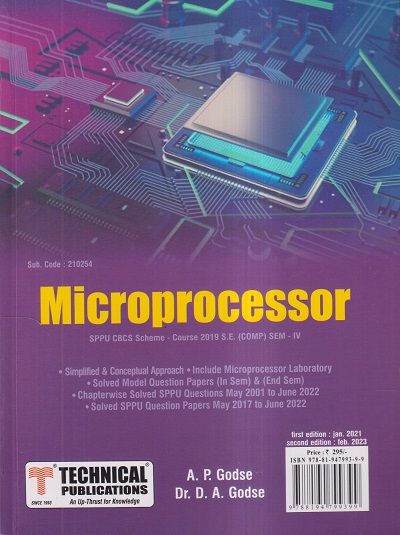 Sub. Code : 210254
Microprocessor
SPPU CBCS Scheme - Course 2019 S.E. (COMP) SEM - IV
• Simplified & Conceptual Approach • Include Microprocessor Laboratory
• Solved Model Question Papers (In Sem) & (End Sem)
• Chapterwise Solved SPPU Questions May 2001 to June 2022
• Solved SPPU Question Papers May 2017 to June 2022
first edition : jan. 2021
second edition : feb. 2023
Price : ₹ 295/-
ISBN 978-81-947993-9-9
9 788194 799399
T
SINCE 1993
TECHNICAL
PUBLICATIONS
An Up-Thrust for Knowledge
A. P. Godse
Dr. D. A. Godse